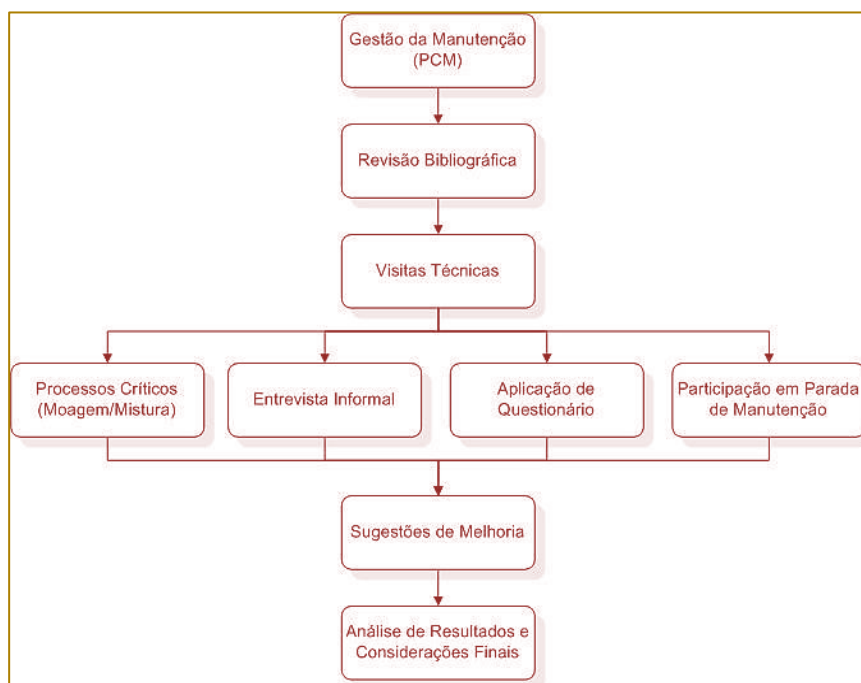 Gestão da Manutenção
(PCM)
Revisão Bibliográfica
Visitas Técnicas
Processos Críticos
(Moagem/Mistura)
Entrevista Informal
Aplicação de
Questionário
Participação em Parada
de Manutenção
Sugestões de Melhoria
Análise de Resultados e
Considerações Finais